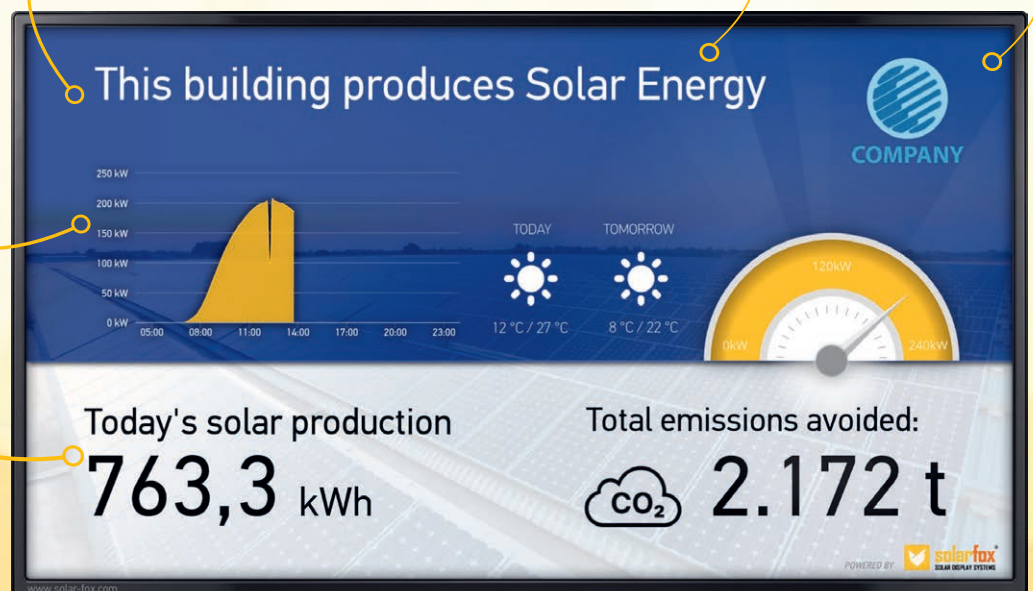 This building produces Solar Energy
COMPANY
250 kW
200 kW
150 kW
100 kW
50 kW
0 kW
05:00 08:00 11:00 14:00 17:00 20:00 23:00
TODAY TOMORROW
12 °C / 27 °C 8 °C / 22 °C
120kW
0kW 240kW
Today's solar production
763,3 kWh
Total emissions avoided:
CO₂ 2.172 t
POWERED BY solarfox
SOLAR DISPLAY SYSTEMS
www.solar-fox.com